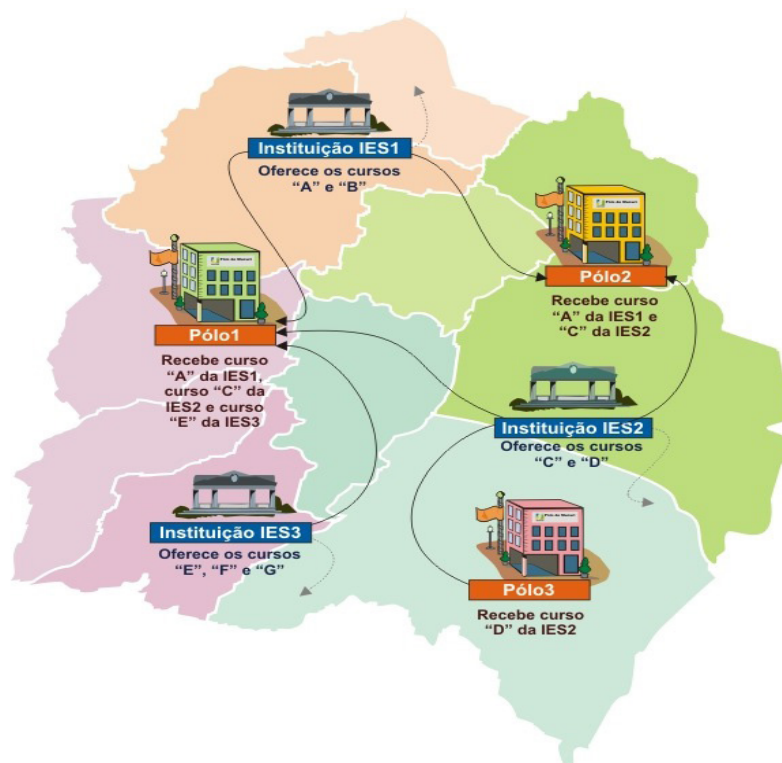 Instituição IES1
Oferece os cursos
“A” e “B”
Pólo2
Recebe curso
“A” da IES1 e
“C” da IES2
Pólo1
Recebe curso
“A” da IES1,
curso “C” da
IES2 e curso
“E” da IES3
Instituição IES2
Oferece os cursos
“C” e “D”
Instituição IES3
Oferece os cursos
“E”, “F” e “G”
Pólo3
Recebe curso
“D” da IES2